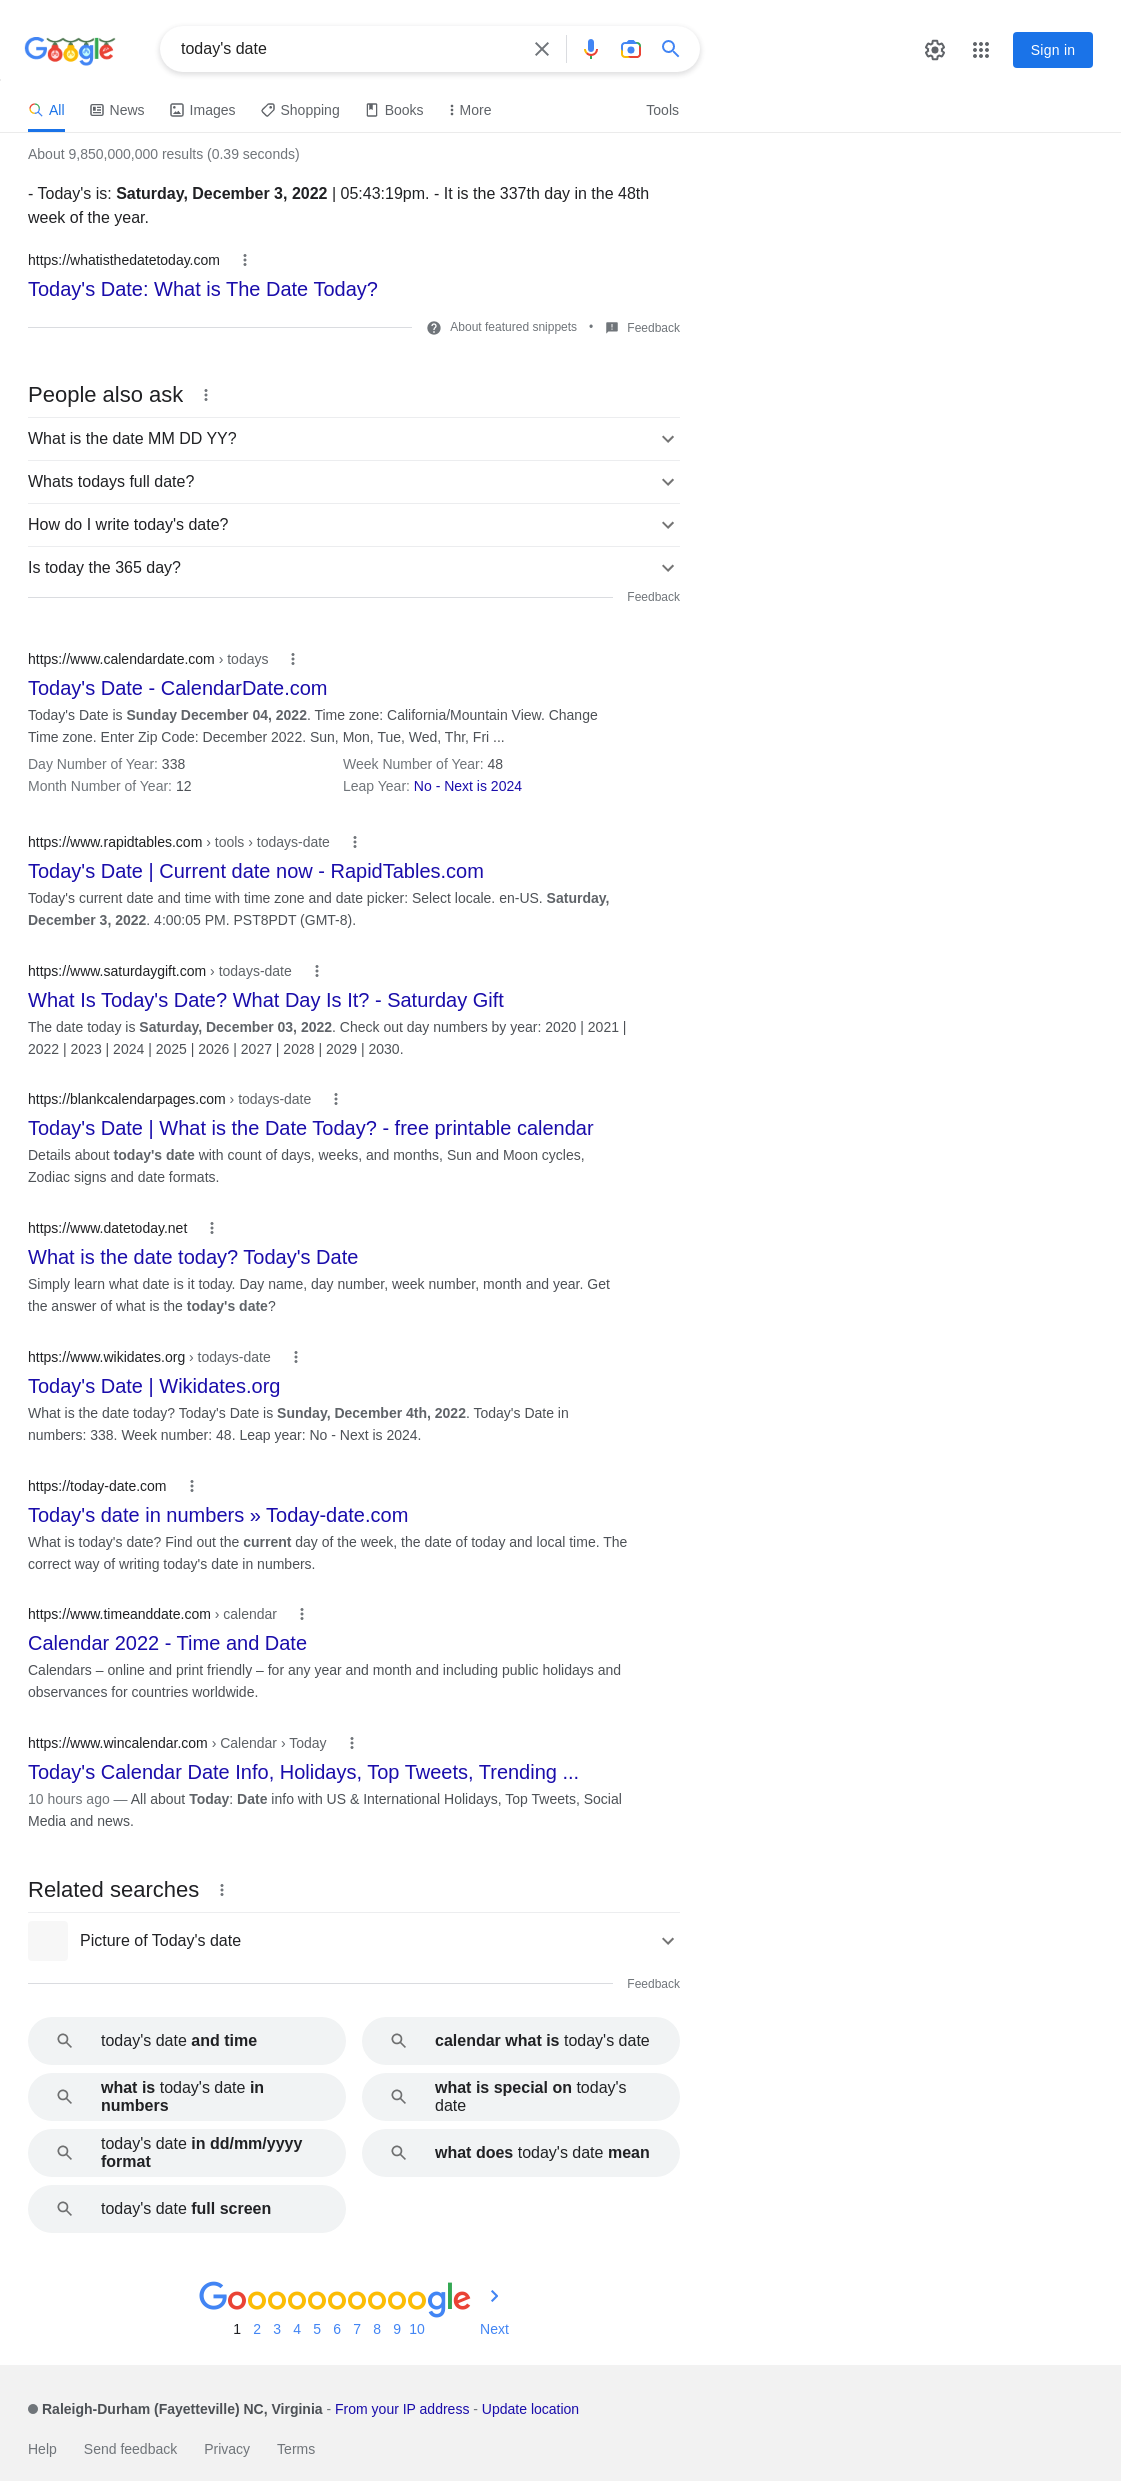 Google
today's date
Sign in
All News Images Shopping Books More Tools
About 9,850,000,000 results (0.39 seconds)
- Today's is: Saturday, December 3, 2022 | 05:43:19pm. - It is the 337th day in the 48th
week of the year.
https://whatisthedatetoday.com
Today's Date: What is The Date Today?
About featured snippets • Feedback
People also ask
What is the date MM DD YY?
Whats todays full date?
How do I write today's date?
Is today the 365 day?
Feedback
https://www.calendardate.com › todays
Today's Date - CalendarDate.com
Today's Date is Sunday December 04, 2022. Time zone: California/Mountain View. Change
Time zone. Enter Zip Code: December 2022. Sun, Mon, Tue, Wed, Thr, Fri ...
Day Number of Year: 338 Week Number of Year: 48
Month Number of Year: 12 Leap Year: No - Next is 2024
https://www.rapidtables.com › tools › todays-date
Today's Date | Current date now - RapidTables.com
Today's current date and time with time zone and date picker: Select locale. en-US. Saturday,
December 3, 2022. 4:00:05 PM. PST8PDT (GMT-8).
https://www.saturdaygift.com › todays-date
What Is Today's Date? What Day Is It? - Saturday Gift
The date today is Saturday, December 03, 2022. Check out day numbers by year: 2020 | 2021 |
2022 | 2023 | 2024 | 2025 | 2026 | 2027 | 2028 | 2029 | 2030.
https://blankcalendarpages.com › todays-date
Today's Date | What is the Date Today? - free printable calendar
Details about today's date with count of days, weeks, and months, Sun and Moon cycles,
Zodiac signs and date formats.
https://www.datetoday.net
What is the date today? Today's Date
Simply learn what date is it today. Day name, day number, week number, month and year. Get
the answer of what is the today's date?
https://www.wikidates.org › todays-date
Today's Date | Wikidates.org
What is the date today? Today's Date is Sunday, December 4th, 2022. Today's Date in
numbers: 338. Week number: 48. Leap year: No - Next is 2024.
https://today-date.com
Today's date in numbers » Today-date.com
What is today's date? Find out the current day of the week, the date of today and local time. The
correct way of writing today's date in numbers.
https://www.timeanddate.com › calendar
Calendar 2022 - Time and Date
Calendars – online and print friendly – for any year and month and including public holidays and
observances for countries worldwide.
https://www.wincalendar.com › Calendar › Today
Today's Calendar Date Info, Holidays, Top Tweets, Trending ...
10 hours ago — All about Today: Date info with US & International Holidays, Top Tweets, Social
Media and news.
Related searches
Picture of Today's date
Feedback
today's date and time
calendar what is today's date
what is today's date in
numbers
what is special on today's
date
today's date in dd/mm/yyyy
format
what does today's date mean
today's date full screen
Goooooooooogle
1 2 3 4 5 6 7 8 9 10 Next
Raleigh-Durham (Fayetteville) NC, Virginia - From your IP address - Update location
Help Send feedback Privacy Terms